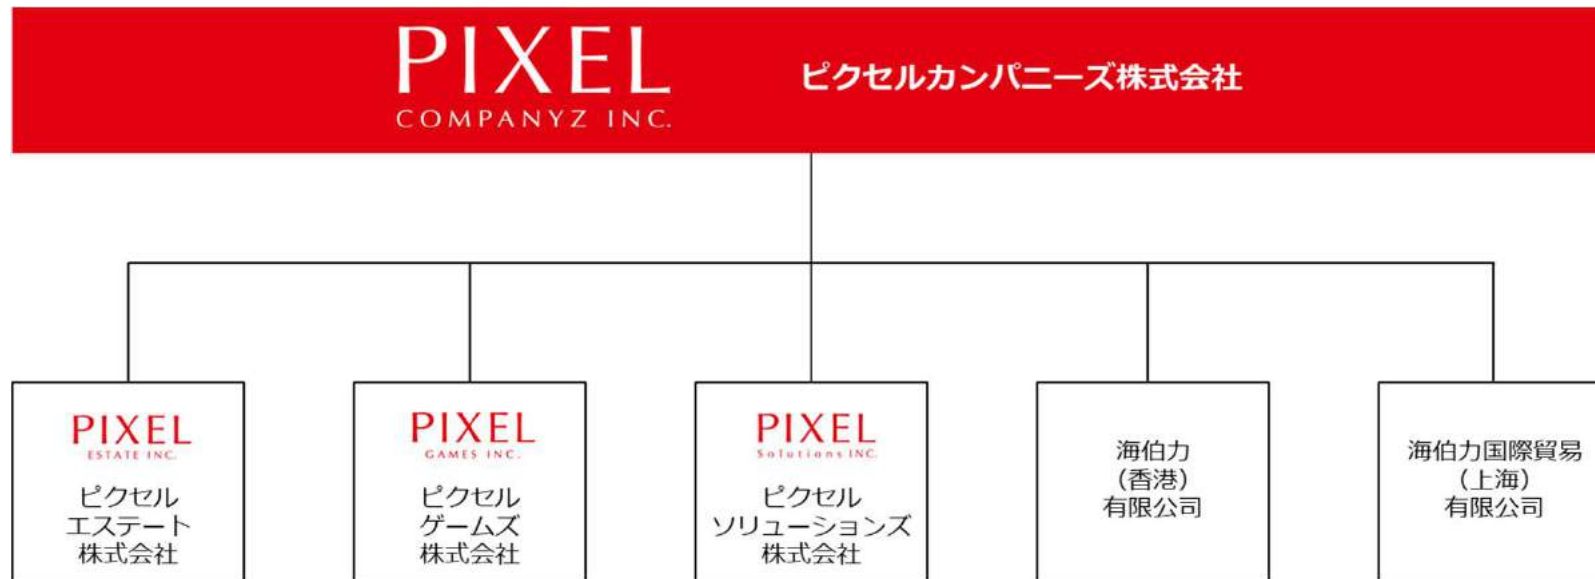 PIXEL
COMPANYZ INC.
ピクセルカンパニーズ株式会社
PIXEL
ESTATE INC.
ピクセル
エステート
株式会社
PIXEL
GAMES INC.
ピクセル
ゲームズ
株式会社
PIXEL
Solutions INC.
ピクセル
ソリューションズ
株式会社
海伯力
（香港）
有限公司
海伯力国際貿易
（上海）
有限公司